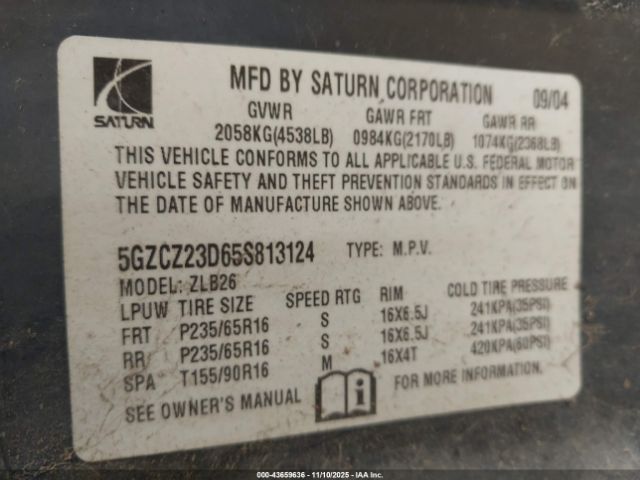 MFD BY SATURN CORPORATION 09/04
SATURN
GVWR GAWR FRT GAWR RR
2058KG(4538LB) 0984KG(2170LB) 1074KG(2368LB)
THIS VEHICLE CONFORMS TO ALL APPLICABLE U.S. FEDERAL MOTOR
VEHICLE SAFETY AND THEFT PREVENTION STANDARDS IN EFFECT ON
THE DATE OF MANUFACTURE SHOWN ABOVE.
5GZCZ23D65S813124 TYPE: M.P.V.
MODEL: ZLB26
LPUW TIRE SIZE SPEED RTG RIM COLD TIRE PRESSURE
FRT P235/65R16 S 16X6.5J 241KPA(35PSI)
RR P235/65R16 S 16X6.5J 241KPA(35PSI)
SPA T155/90R16 M 16X4T 420KPA(60PSI)
SEE OWNER'S MANUAL FOR MORE INFORMATION.
000-43659636 - 11/10/2025 - IAA Inc.